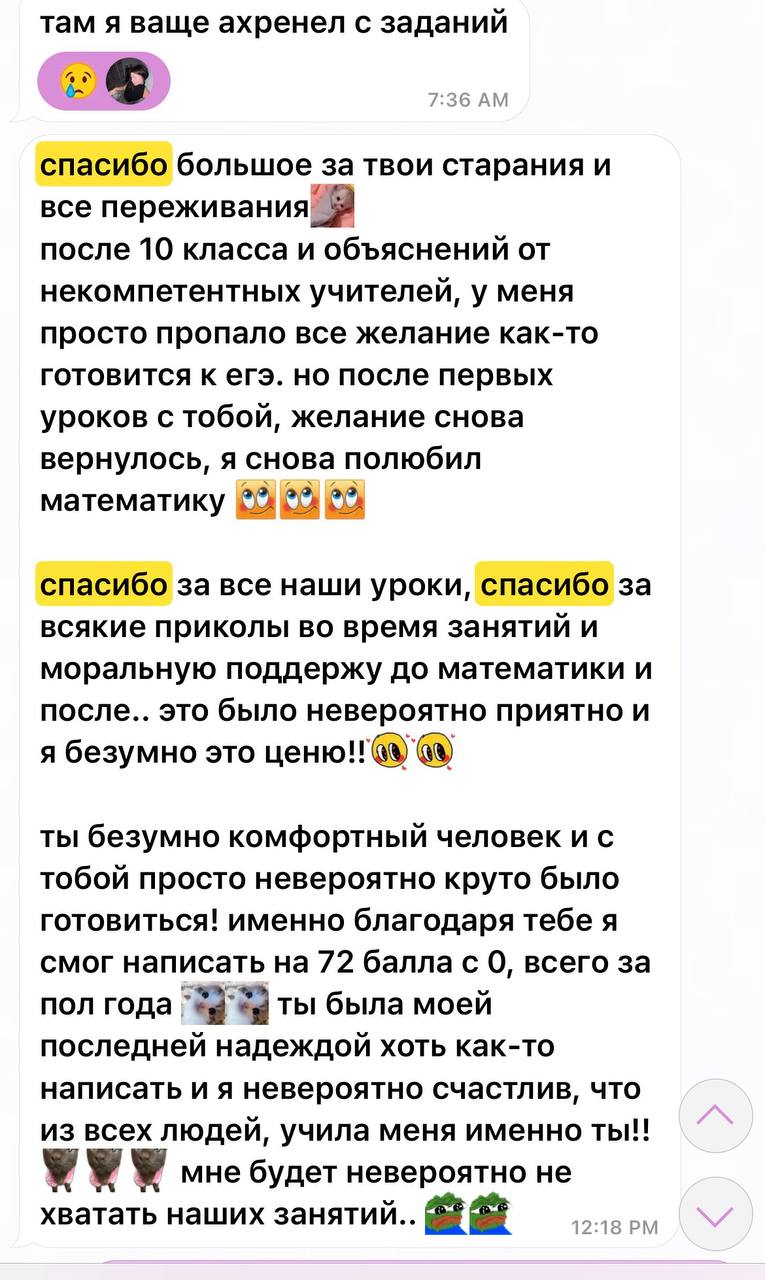 там я ваще ахренел с заданий
7:36 AM
спасибо большое за твои старания и
все переживания
после 10 класса и объяснений от
некомпетентных учителей, у меня
просто пропало все желание как-то
готовится к егэ. но после первых
уроков с тобой, желание снова
вернулось, я снова полюбил
математику
спасибо за все наши уроки, спасибо за
всякие приколы во время занятий и
моральную поддержу до математики и
после.. это было невероятно приятно и
я безумно это ценю!!
ты безумно комфортный человек и с
тобой просто невероятно круто было
готовиться! именно благодаря тебе я
смог написать на 72 балла с 0, всего за
пол года ты была моей
последней надеждой хоть как-то
написать и я невероятно счастлив, что
из всех людей, учила меня именно ты!!
мне будет невероятно не
хватать наших занятий..
12:18 PM